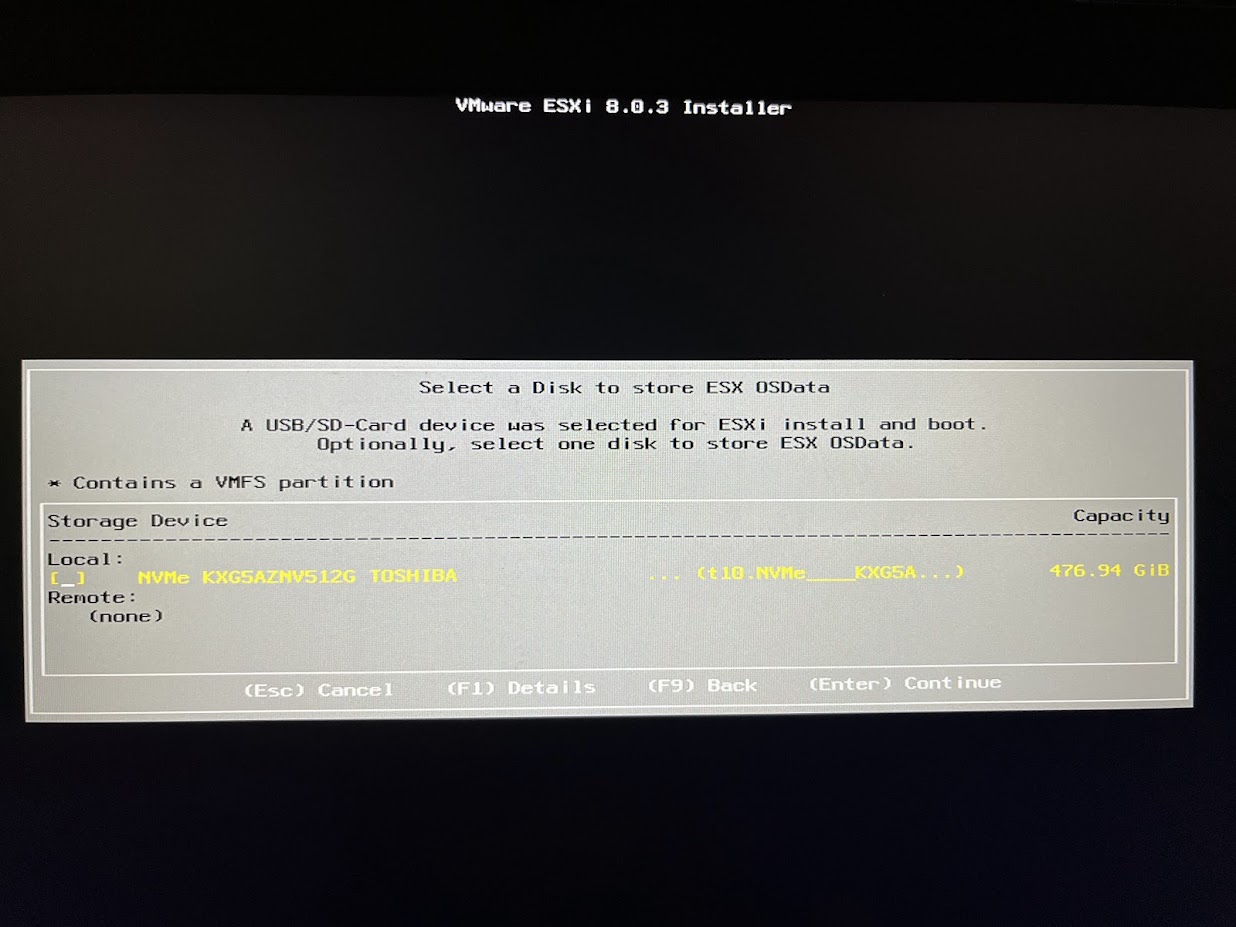 VMware ESXi 8.0.3 Installer
Select a Disk to store ESX OSData
A USB/SD-Card device was selected for ESXi install and boot.
Optionally, select one disk to store ESX OSData.
* Contains a VMFS partition
Storage Device Capacity
--------------------------------------------------------------------------------------------
Local:
[_] NVMe KXG5AZNV512G TOSHIBA ... (t10.NVMe____KXG5A...) 476.94 GiB
Remote:
(none)
(Esc) Cancel (F1) Details (F9) Back (Enter) Continue